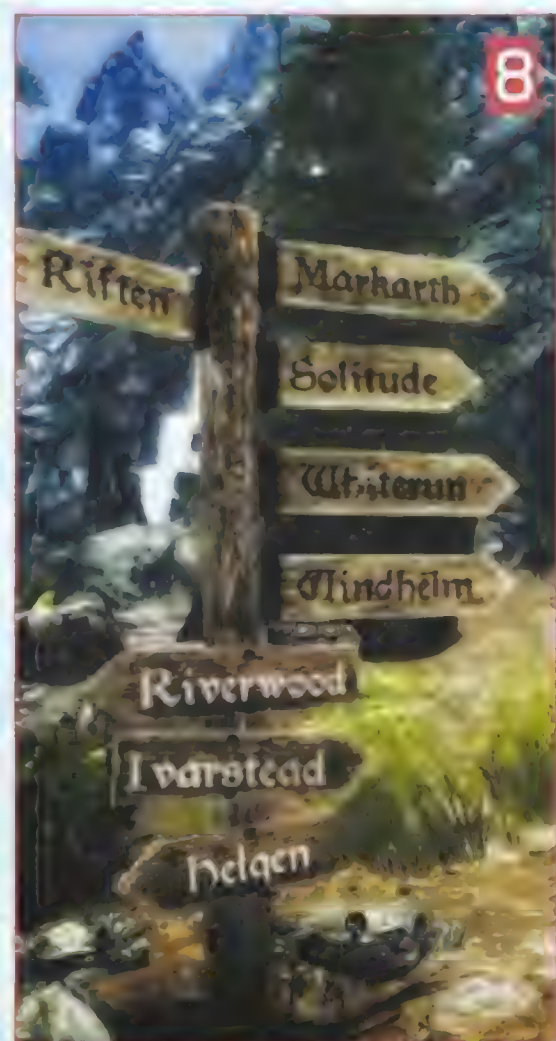 8
Riften
Markarth
Solitude
Whiterun
Windhelm
Riverwood
Ivarstead
Helgen